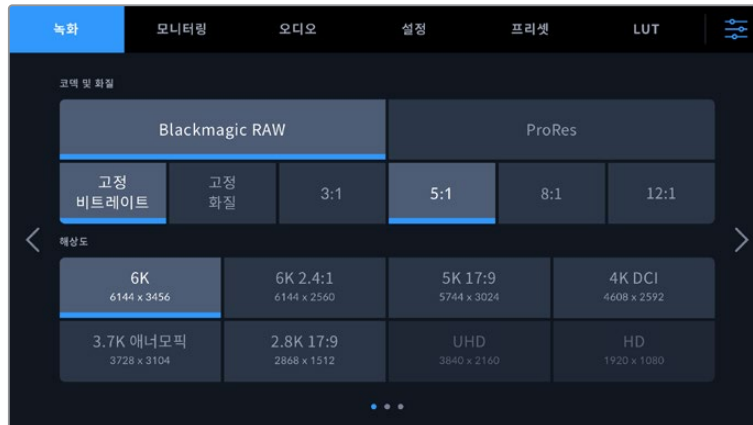 녹화 모니터링 오디오 설정 프리셋 LUT
코덱 및 화질
Blackmagic RAW ProRes
고정 비트레이트 고정 화질 3:1 5:1 8:1 12:1
해상도
6K 6K 2.4:1 5K 17:9 4K DCI
6144 x 3456 6144 x 2560 5744 x 3024 4608 x 2592
3.7K 애너모픽 2.8K 17:9 UHD HD
3728 x 3104 2868 x 1512 3840 x 2160 1920 x 1080